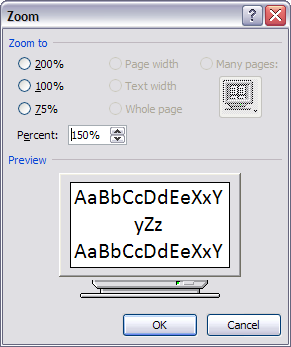 Zoom
Zoom to
200% Page width Many pages:
100% Text width
75% Whole page
Percent: 150%
Preview
AaBbCcDdEeXxY
yZz
AaBbCcDdEeXxY
OK Cancel